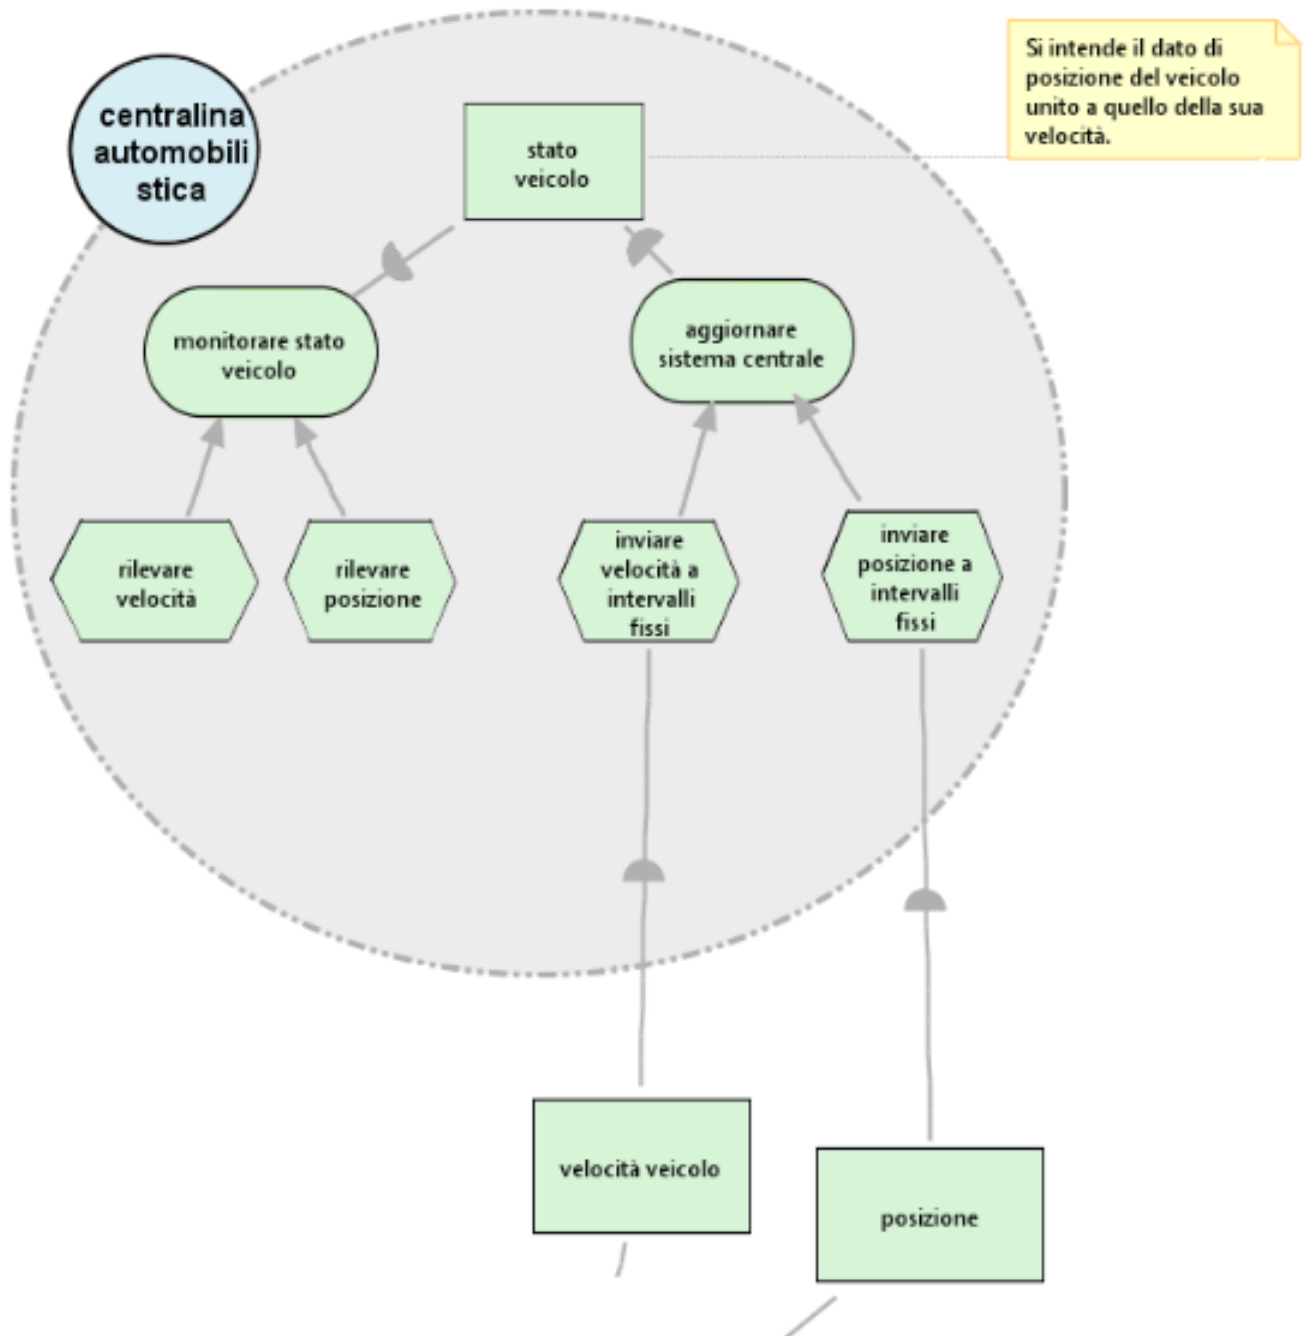 Si intende il dato di
posizione del veicolo
unito a quello della sua
velocità.
centralina
automobili
stica
stato
veicolo
monitorare stato
veicolo
aggiornare
sistema centrale
rilevare
velocità
rilevare
posizione
inviare
velocità a
intervalli
fissi
inviare
posizione a
intervalli
fissi
velocità veicolo
posizione